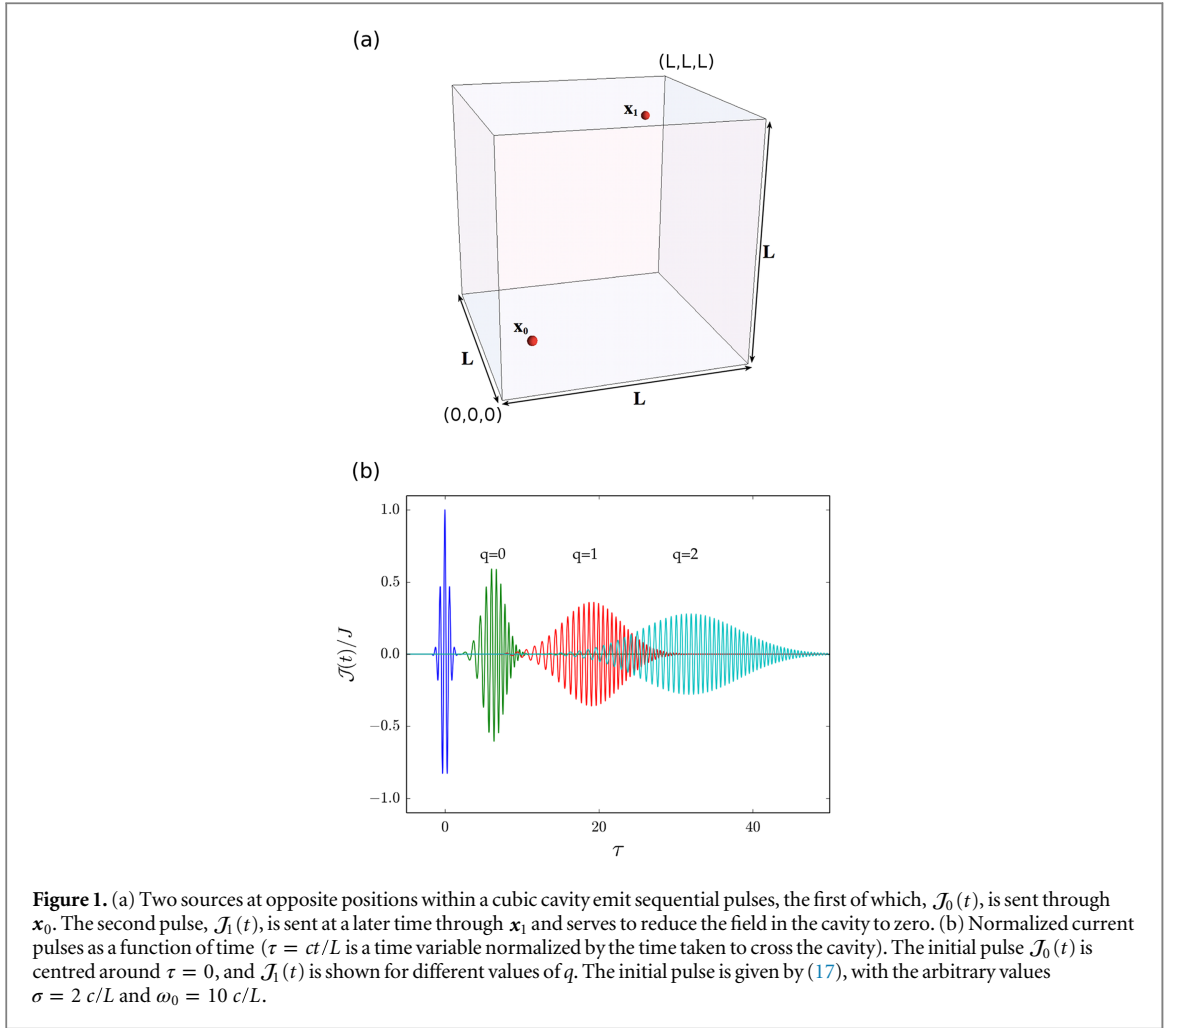 (a)
(L,L,L)
x₁
L
x₀
L
L
(0,0,0)
(b)
1.0
q=0
q=1
q=2
0.5
0.0
−0.5
−1.0
𝒥(t)/J
0
20
40
τ
Figure 1. (a) Two sources at opposite positions within a cubic cavity emit sequential pulses, the first of which, 𝒥₀(t), is sent through
x₀. The second pulse, 𝒥₁(t), is sent at a later time through x₁ and serves to reduce the field in the cavity to zero. (b) Normalized current
pulses as a function of time (τ = ct/L is a time variable normalized by the time taken to cross the cavity). The initial pulse 𝒥₀(t) is
centred around τ = 0, and 𝒥₁(t) is shown for different values of q. The initial pulse is given by (17), with the arbitrary values
σ = 2 c/L and ω₀ = 10 c/L.